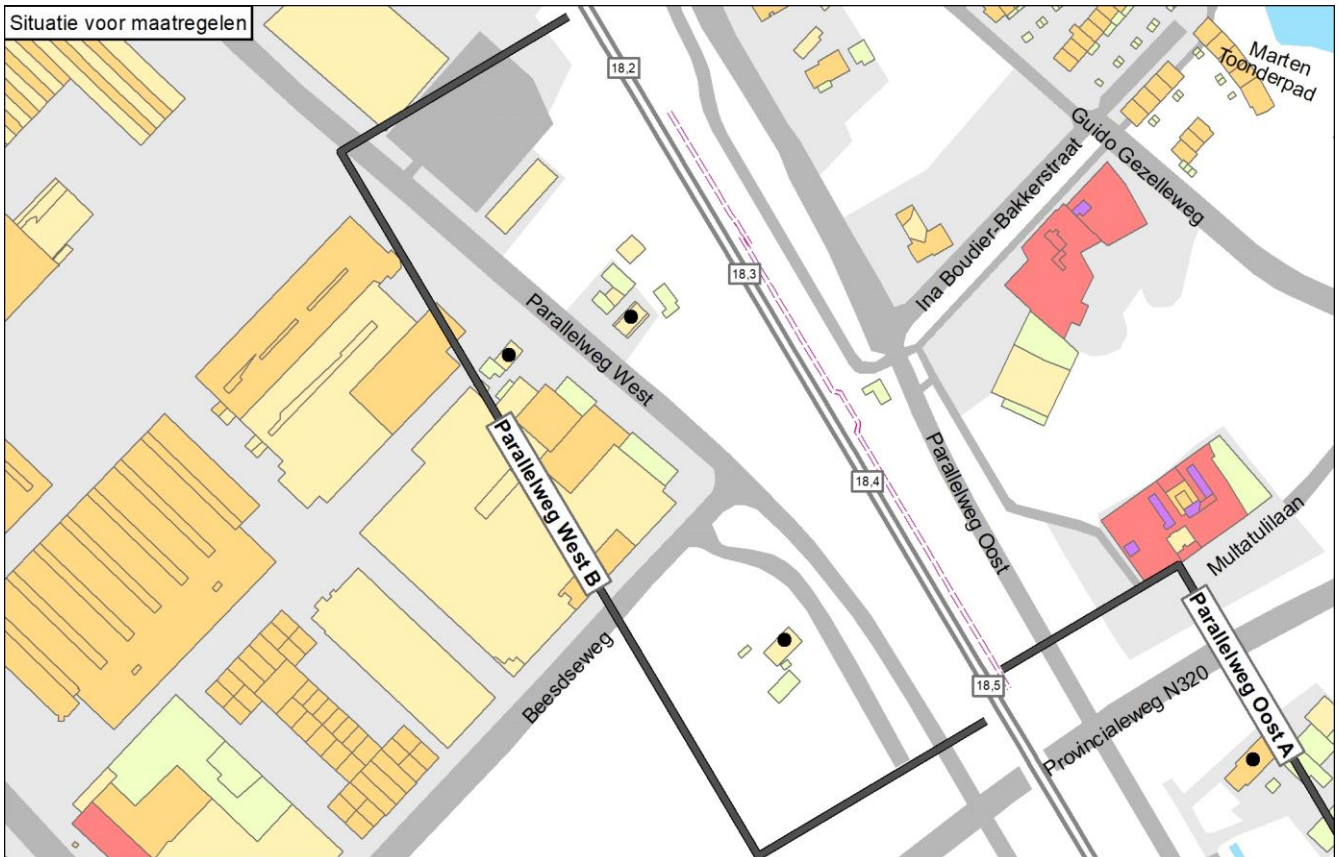 Situatie voor maatregelen
18,2
Marten
Toonderpad
Guido Gezelleweg
Ina Boudier-Bakkerstraat
18,3
Parallelweg West
Parallelweg West B
18,4
Parallelweg Oost
Multatulilaan
Beesdseweg
18,5
Provincialeweg N320
Parallelweg Oost A